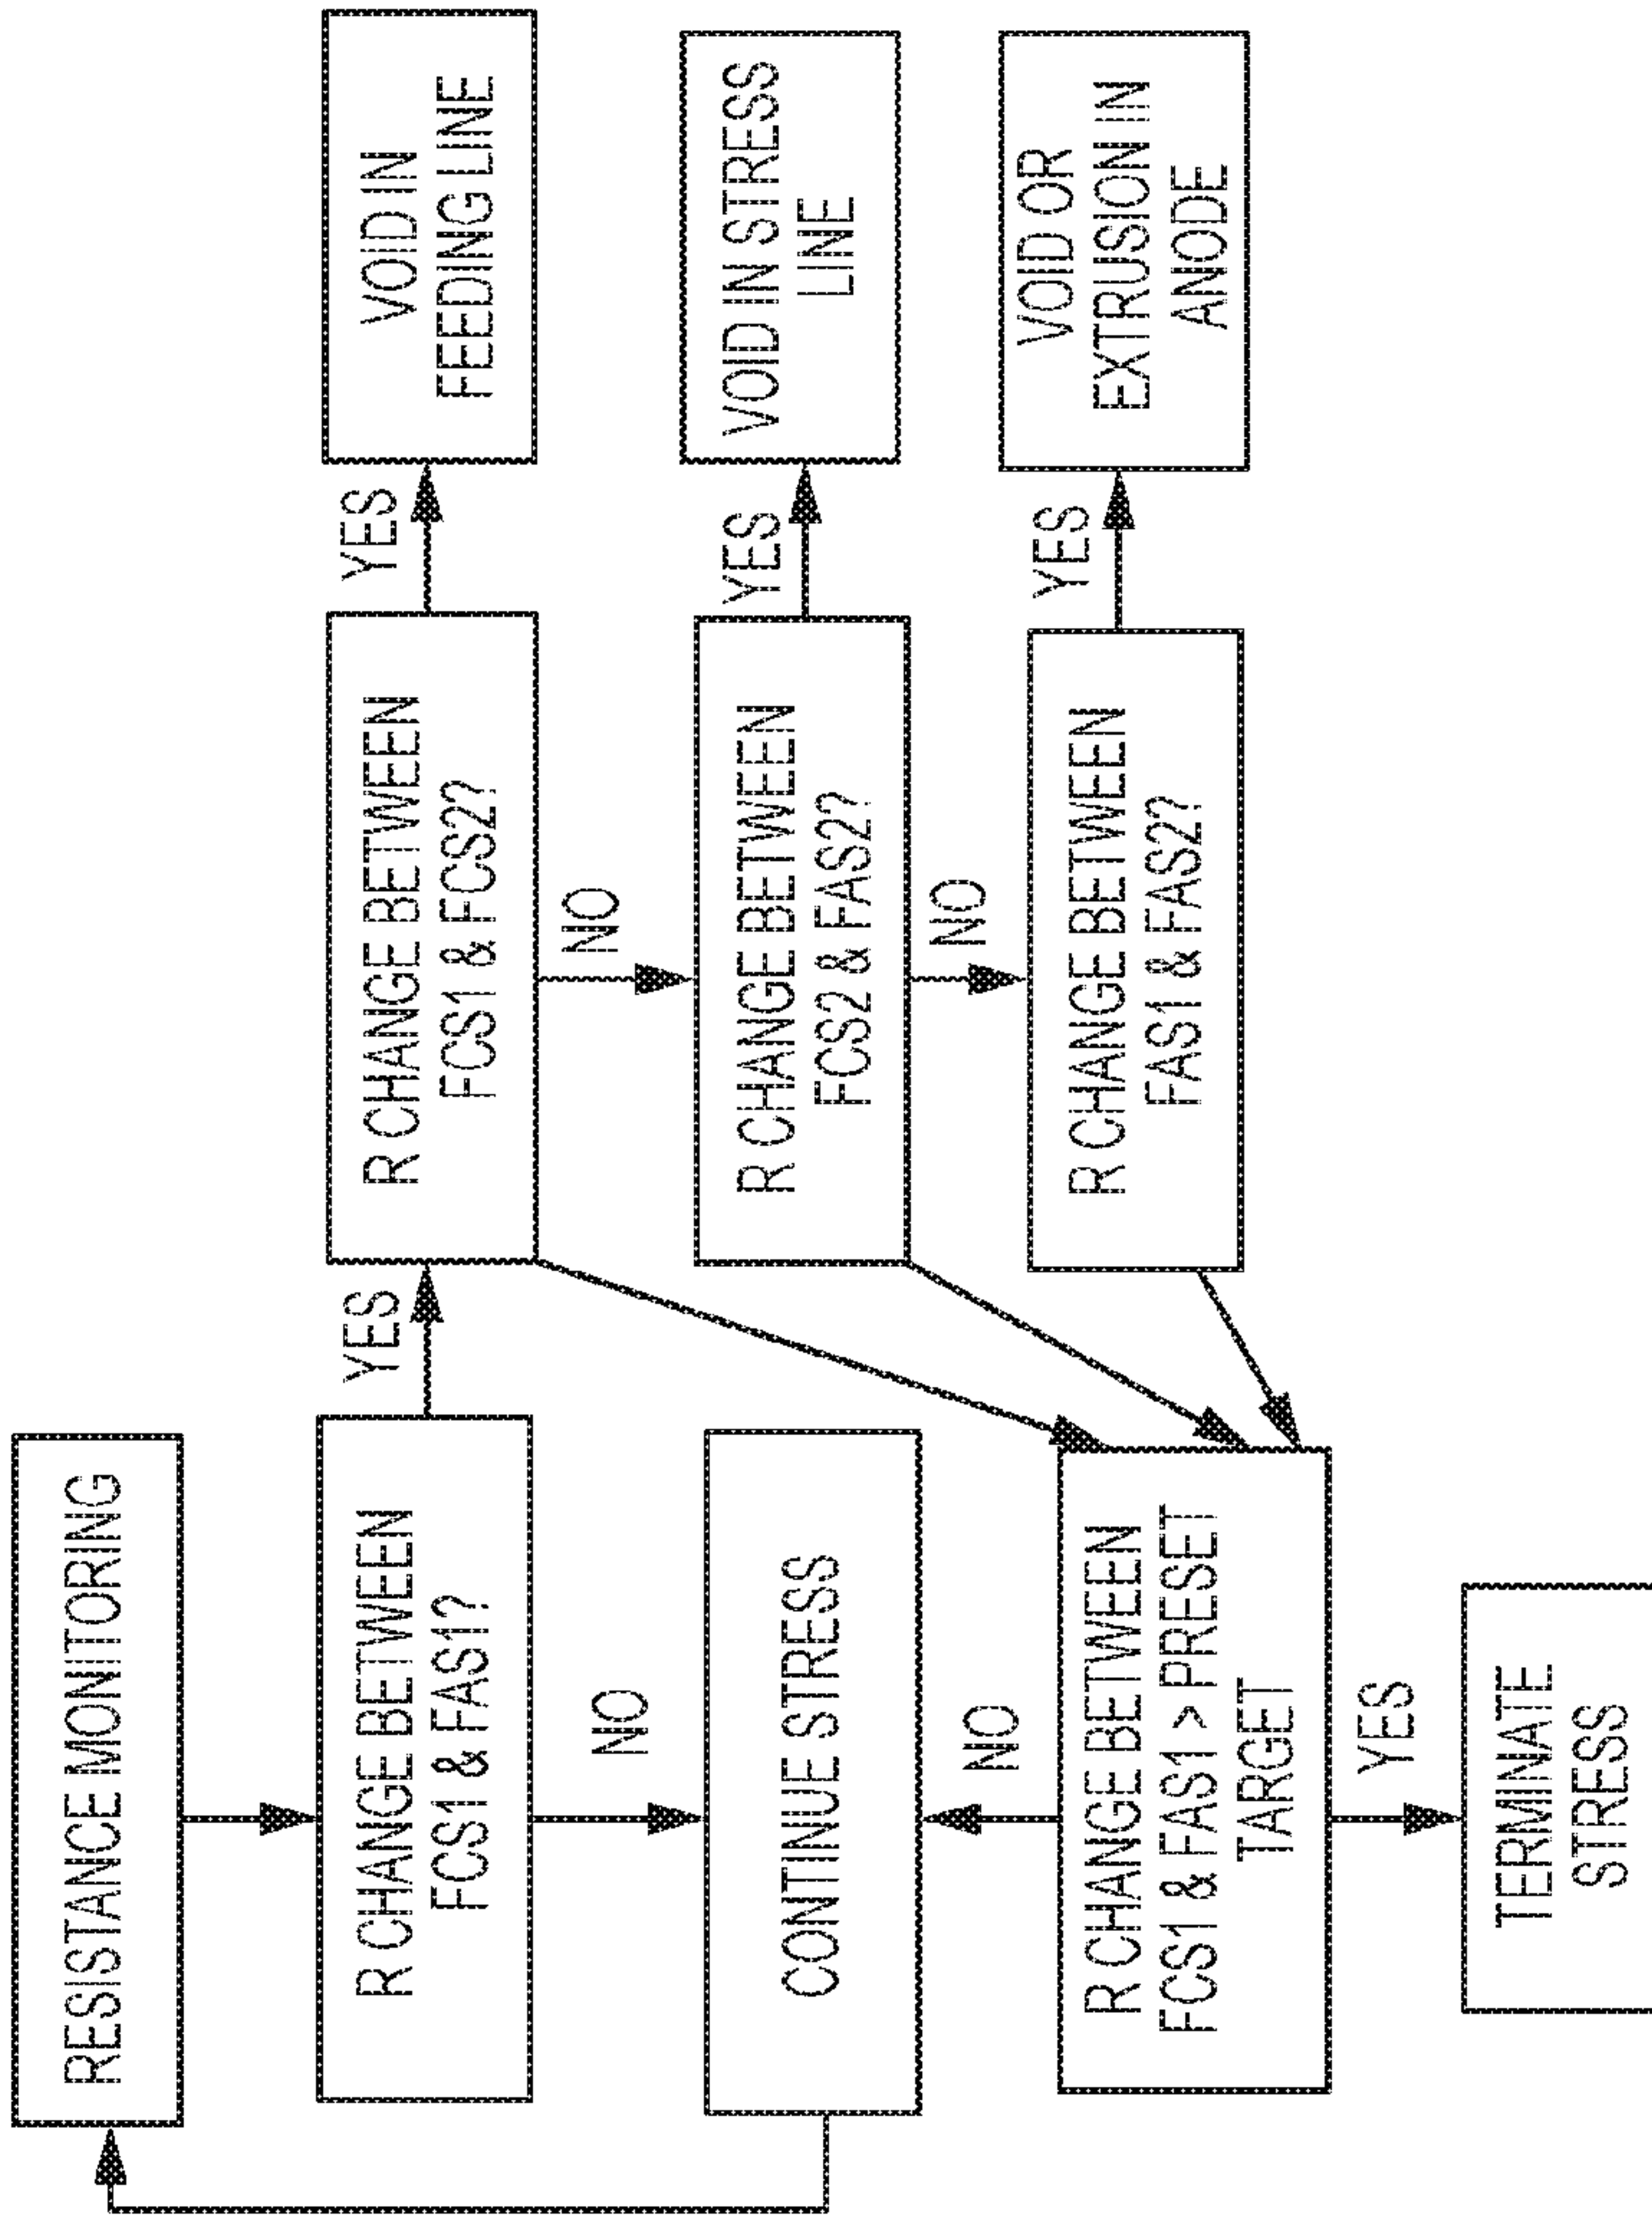 RESISTANCE MONITORING
R CHANGE BETWEEN
FCS1 & FAS1?
YES
R CHANGE BETWEEN
FCS1 & FCS2?
YES
VOID IN
FEEDING LINE
NO
NO
CONTINUE STRESS
R CHANGE BETWEEN
FCS2 & FAS2?
YES
VOID IN STRESS
LINE
NO
NO
R CHANGE BETWEEN
FCS1 & FAS1 > PRESET
TARGET
R CHANGE BETWEEN
FAS1 & FAS2?
YES
VOID OR
EXTRUSION IN
ANODE
YES
TERMINATE
STRESS